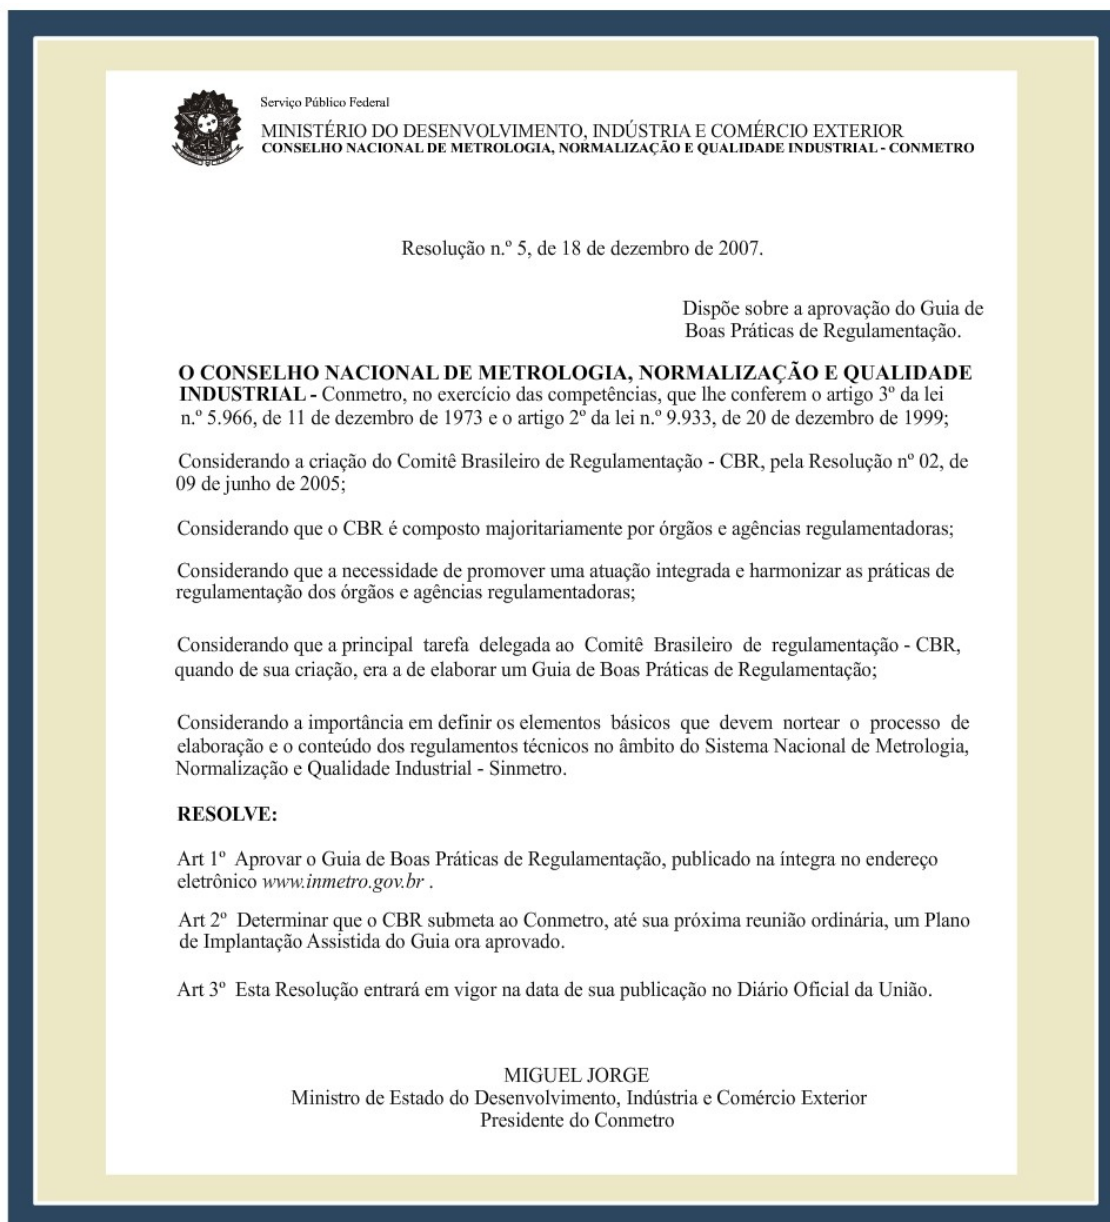 Serviço Público Federal
MINISTÉRIO DO DESENVOLVIMENTO, INDÚSTRIA E COMÉRCIO EXTERIOR
CONSELHO NACIONAL DE METROLOGIA, NORMALIZAÇÃO E QUALIDADE INDUSTRIAL - CONMETRO
Resolução n.º 5, de 18 de dezembro de 2007.
Dispõe sobre a aprovação do Guia de
Boas Práticas de Regulamentação.
O CONSELHO NACIONAL DE METROLOGIA, NORMALIZAÇÃO E QUALIDADE
INDUSTRIAL - Conmetro, no exercício das competências, que lhe conferem o artigo 3º da lei
n.º 5.966, de 11 de dezembro de 1973 e o artigo 2º da lei n.º 9.933, de 20 de dezembro de 1999;
Considerando a criação do Comitê Brasileiro de Regulamentação - CBR, pela Resolução nº 02, de
09 de junho de 2005;
Considerando que o CBR é composto majoritariamente por órgãos e agências regulamentadoras;
Considerando que a necessidade de promover uma atuação integrada e harmonizar as práticas de
regulamentação dos órgãos e agências regulamentadoras;
Considerando que a principal tarefa delegada ao Comitê Brasileiro de regulamentação - CBR,
quando de sua criação, era a de elaborar um Guia de Boas Práticas de Regulamentação;
Considerando a importância em definir os elementos básicos que devem nortear o processo de
elaboração e o conteúdo dos regulamentos técnicos no âmbito do Sistema Nacional de Metrologia,
Normalização e Qualidade Industrial - Sinmetro.
RESOLVE:
Art 1º Aprovar o Guia de Boas Práticas de Regulamentação, publicado na íntegra no endereço
eletrônico www.inmetro.gov.br .
Art 2º Determinar que o CBR submeta ao Conmetro, até sua próxima reunião ordinária, um Plano
de Implantação Assistida do Guia ora aprovado.
Art 3º Esta Resolução entrará em vigor na data de sua publicação no Diário Oficial da União.
MIGUEL JORGE
Ministro de Estado do Desenvolvimento, Indústria e Comércio Exterior
Presidente do Conmetro